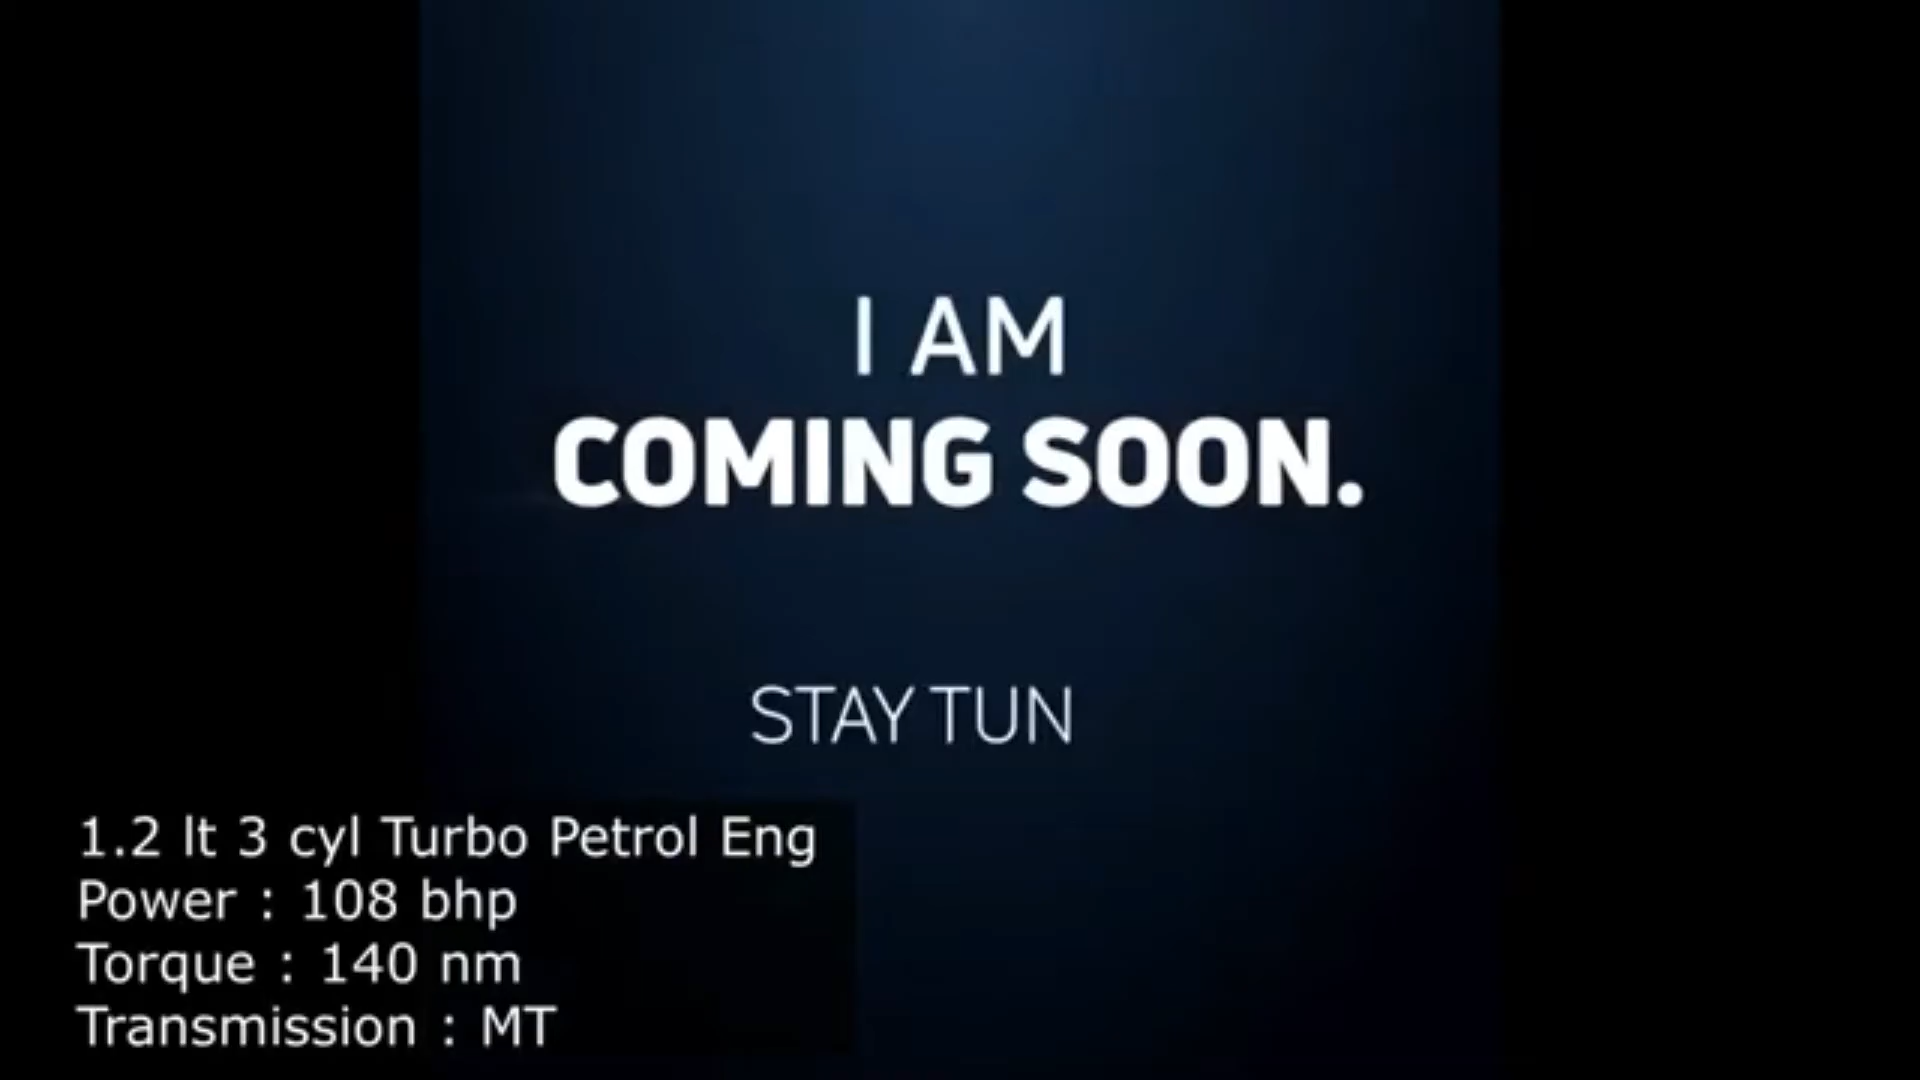 I AM
COMING SOON.
STAY TUN
1.2 lt 3 cyl Turbo Petrol Eng
Power : 108 bhp
Torque : 140 nm
Transmission : MT